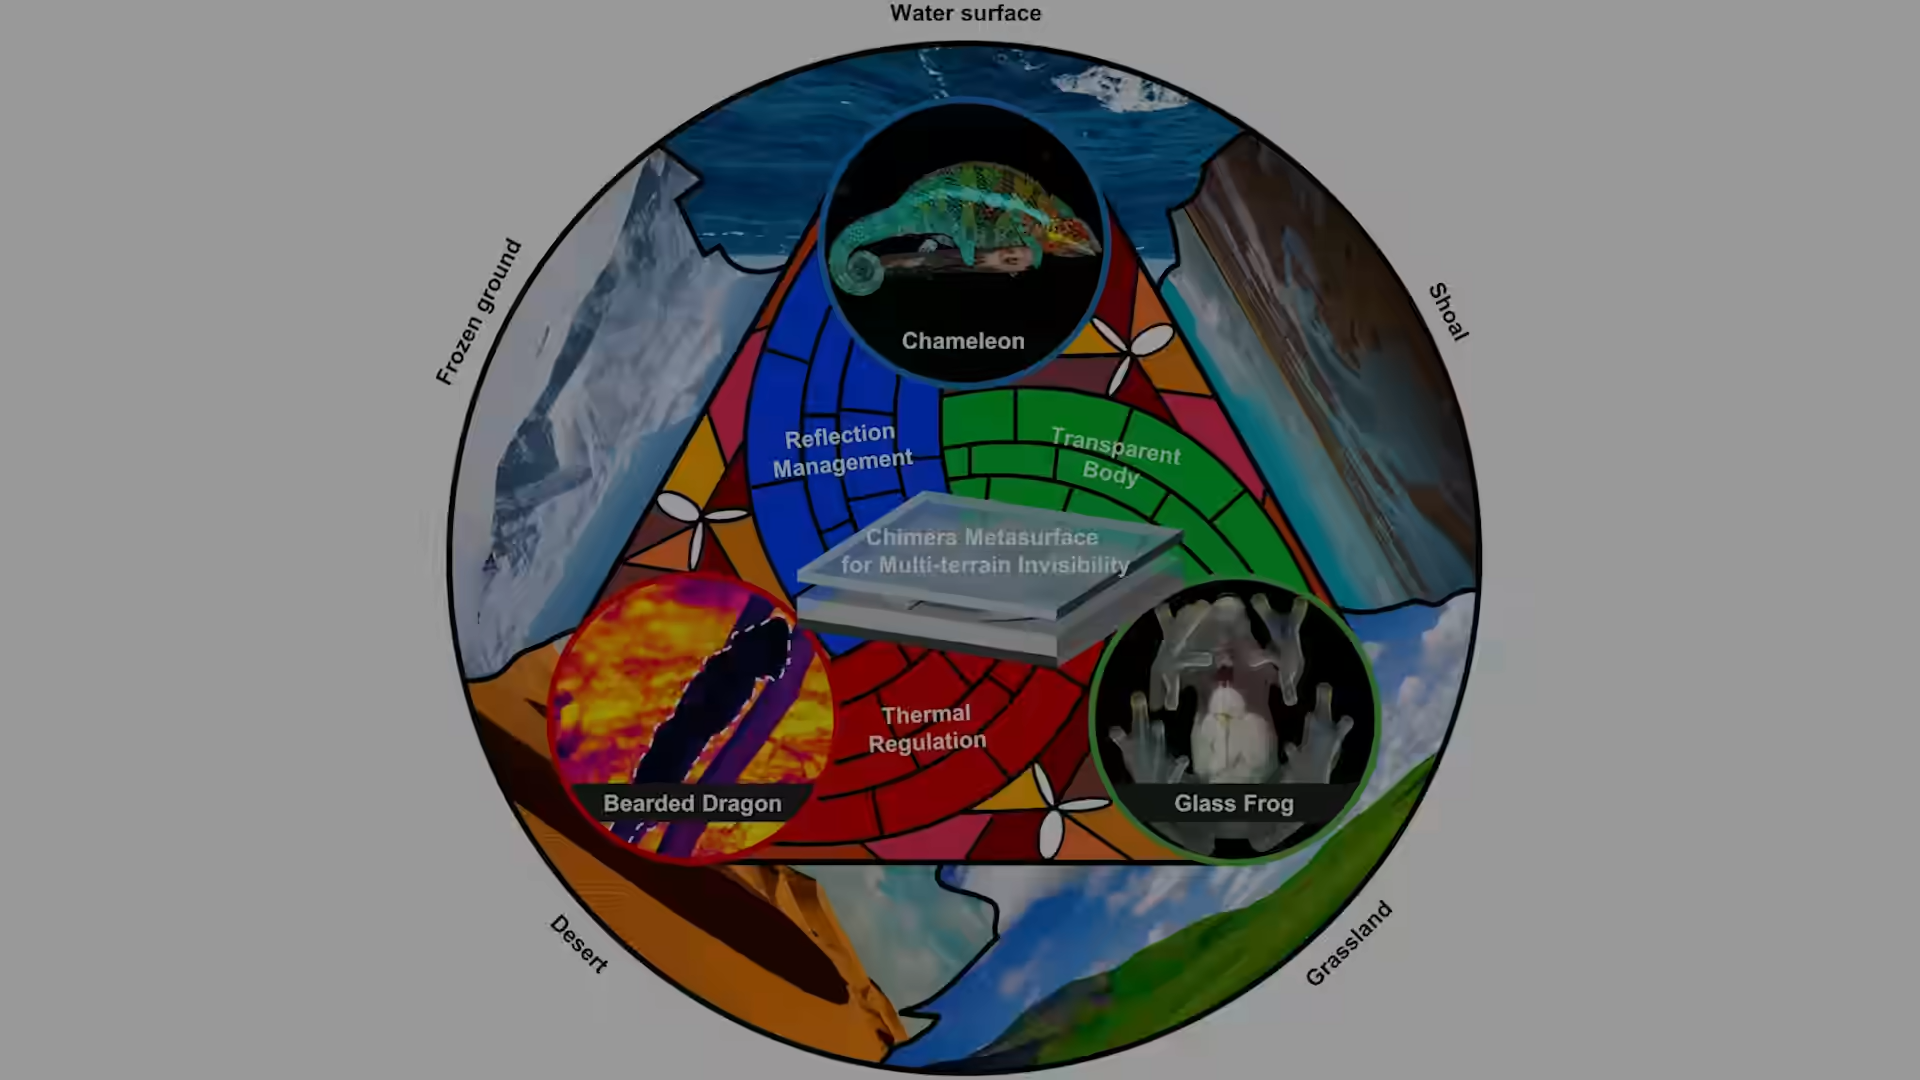 Water surface
Frozen ground
Shoal
Chameleon
Reflection
Management
Transparent
Body
Chimera Metasurface
for Multi-terrain Invisibility
Thermal
Regulation
Bearded Dragon
Glass Frog
Desert
Grassland